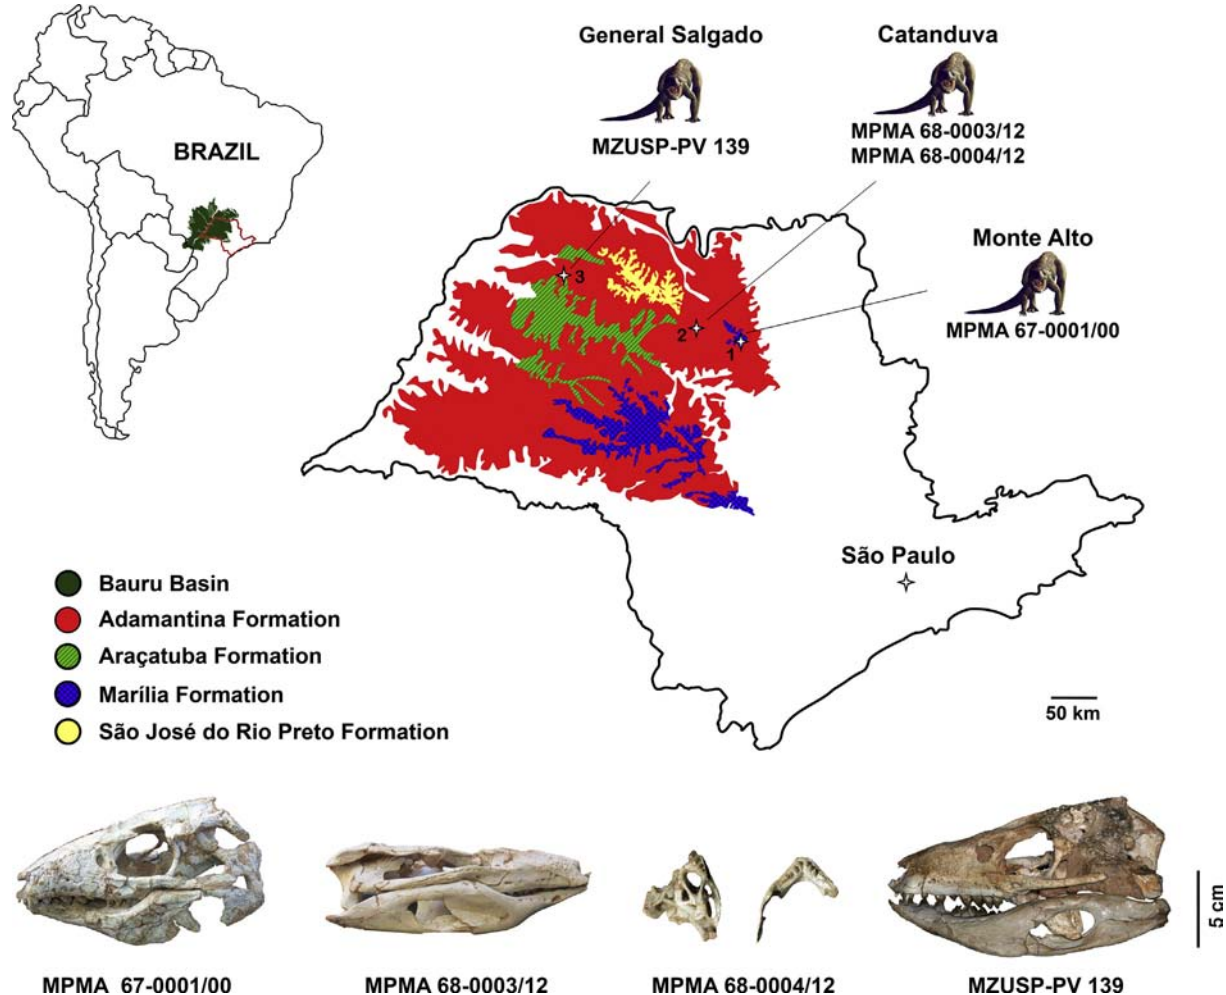 General Salgado
MZUSP-PV 139
Catanduva
MPMA 68-0003/12
MPMA 68-0004/12
BRAZIL
Monte Alto
MPMA 67-0001/00
3
2
1
São Paulo
Bauru Basin
Adamantina Formation
Araçatuba Formation
Marília Formation
São José do Rio Preto Formation
50 km
5 cm
MPMA 67-0001/00
MPMA 68-0003/12
MPMA 68-0004/12
MZUSP-PV 139